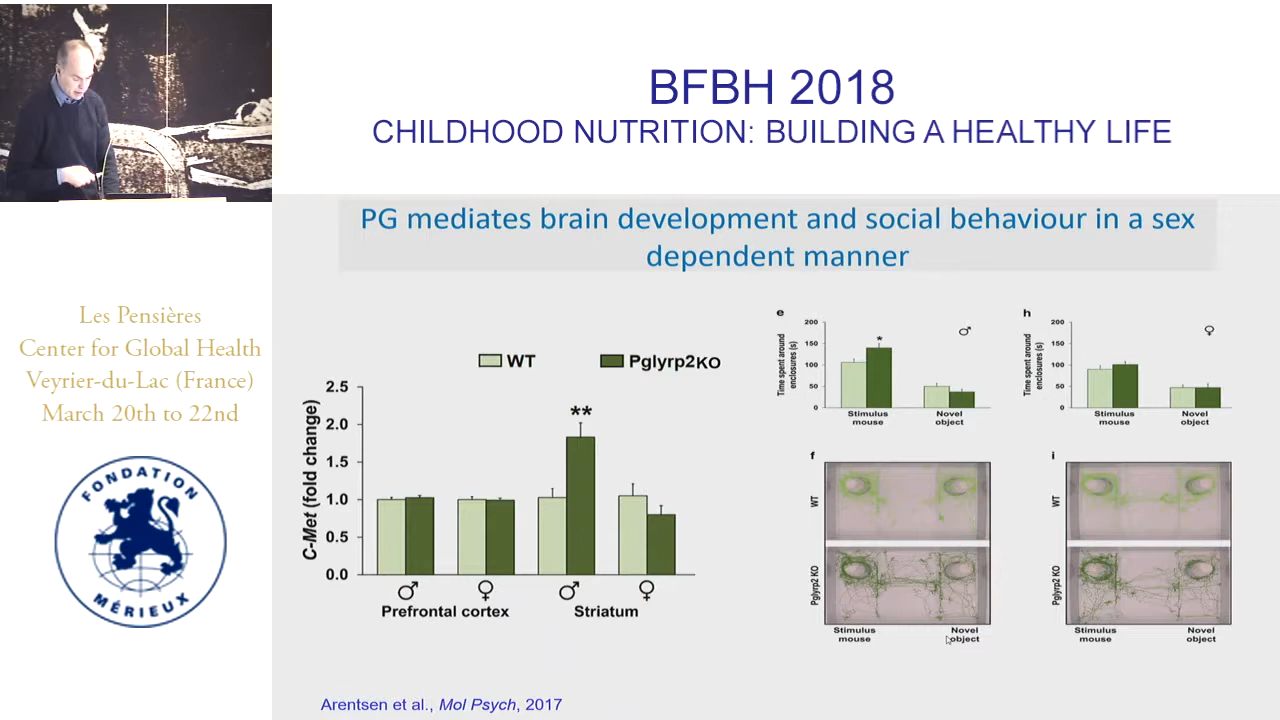 BFBH 2018
CHILDHOOD NUTRITION: BUILDING A HEALTHY LIFE
PG mediates brain development and social behaviour in a sex
dependent manner
Les Pensières
Center for Global Health
Veyrier-du-Lac (France)
March 20th to 22nd
FONDATION
MÉRIEUX
WT
Pglyrp2KO
C-Met (fold change)
2.5
2.0
1.5
1.0
0.5
0.0
**
♂ ♀ ♂ ♀
Prefrontal cortex Striatum
e
Time spent around
enclosures (s)
200
150
100
50
0
*
♂
Stimulus
mouse
Novel
object
h
Time spent around
enclosures (s)
200
150
100
50
0
♀
Stimulus
mouse
Novel
object
f
WT
Pglyrp2 KO
Stimulus
mouse
Novel
object
i
WT
Pglyrp2 KO
Stimulus
mouse
Novel
object
Arentsen et al., Mol Psych, 2017